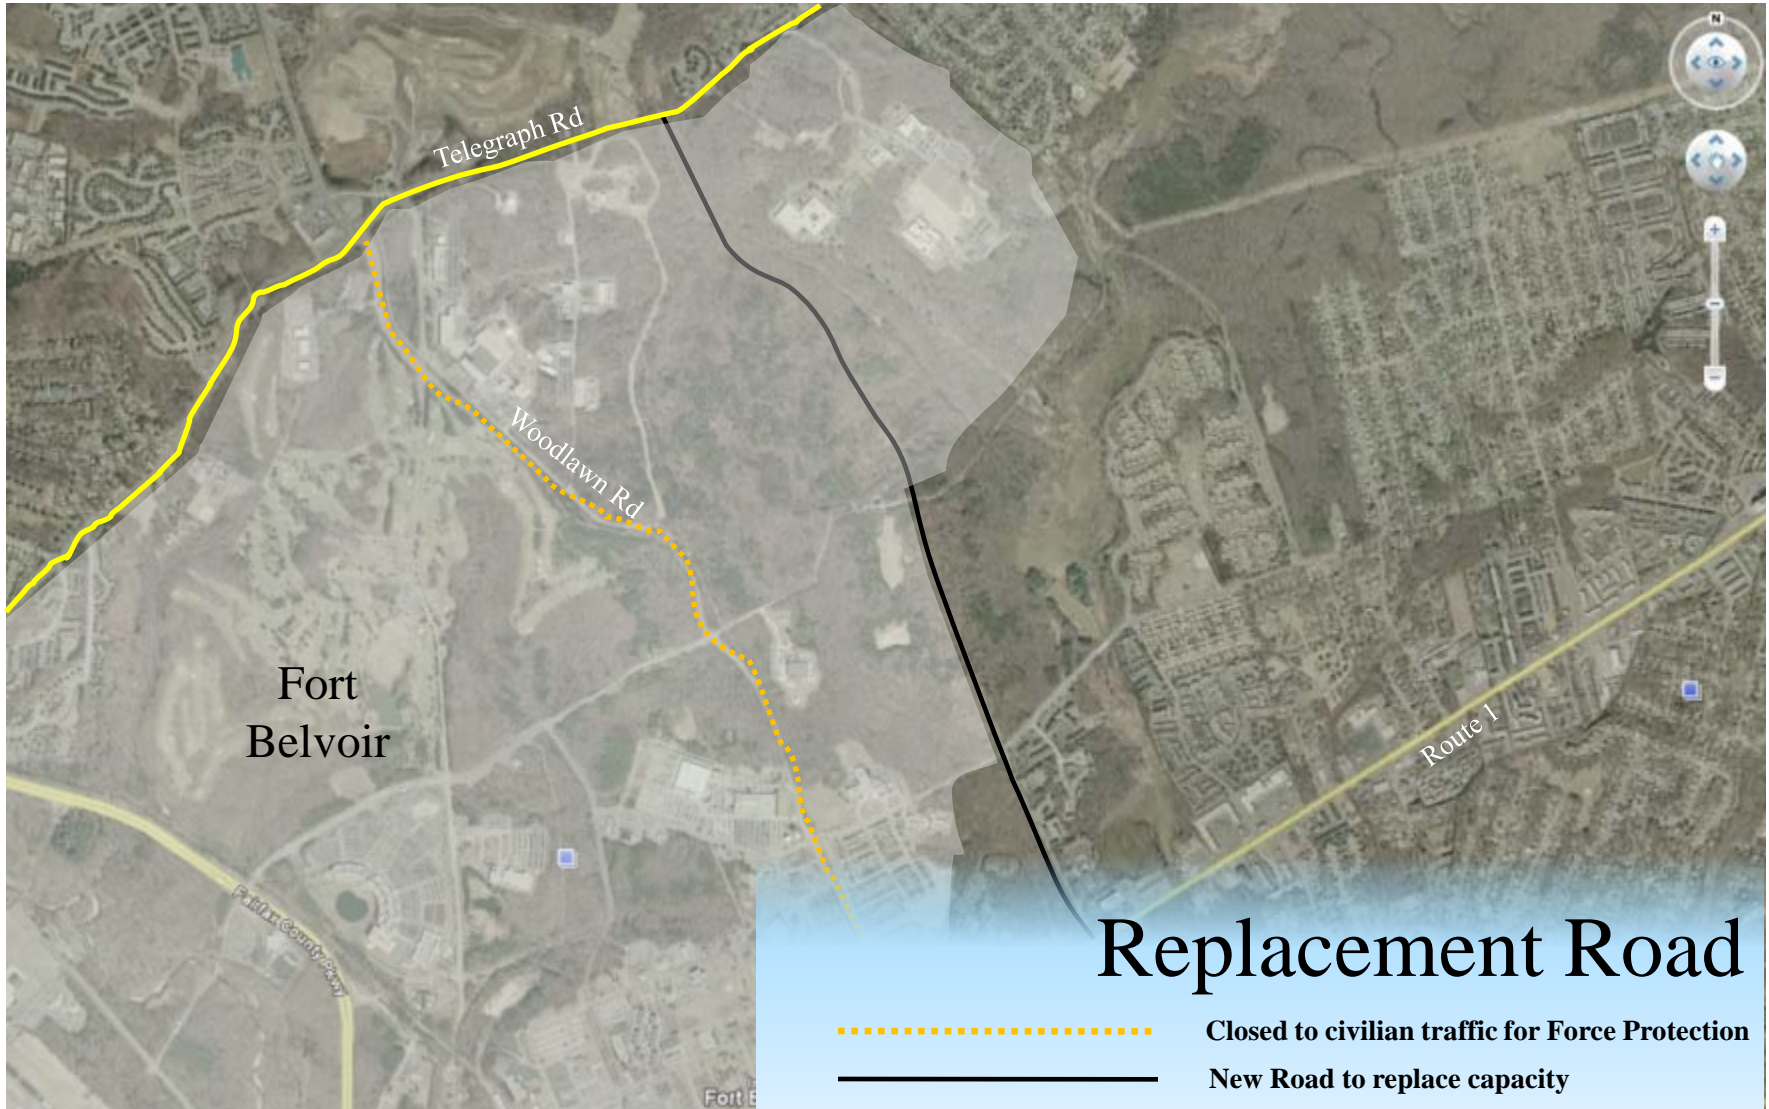 N
Telegraph Rd
Woodlawn Rd
Fort
Belvoir
Route 1
Fairfax County Pkwy
Replacement Road
Closed to civilian traffic for Force Protection
New Road to replace capacity
Fort